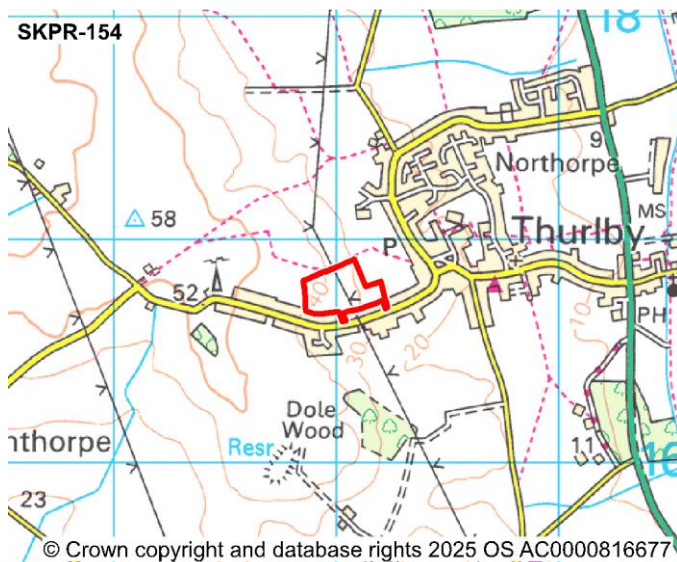 SKPR-154
18
Northorpe
9
MS
Thurlby
58
P
40
52
PH
10
30
20
Dole
Wood
Resr
nthorpe
11
16
23
© Crown copyright and database rights 2025 OS AC0000816677